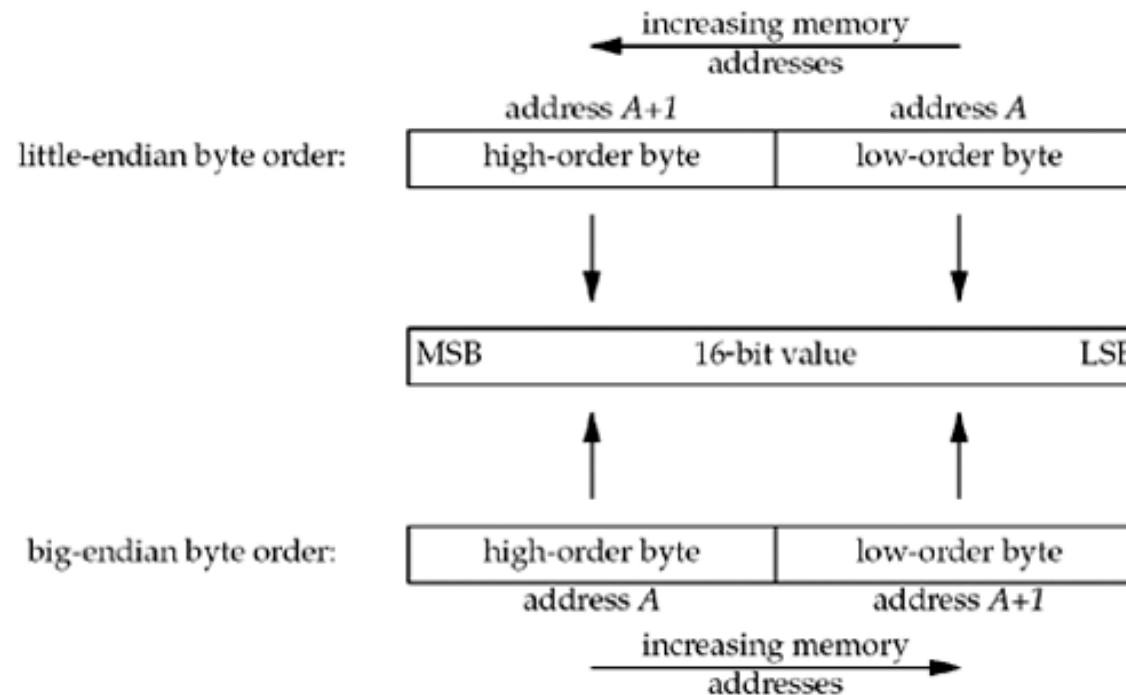 increasing memory
addresses
address A+1 address A
little-endian byte order: high-order byte low-order byte
MSB 16-bit value LSB
big-endian byte order: high-order byte low-order byte
address A address A+1
increasing memory
addresses